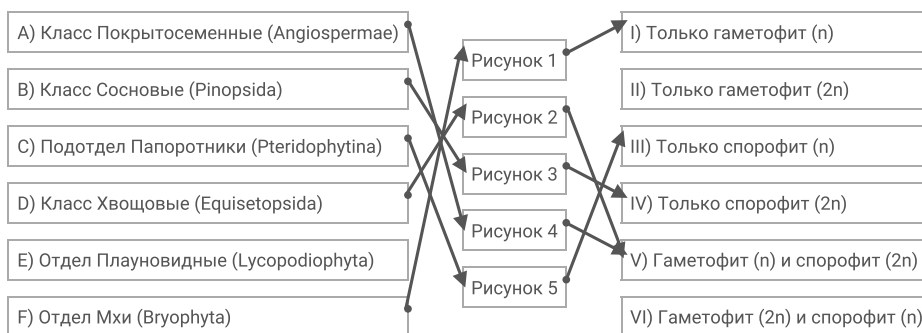 A) Класс Покрытосеменные (Angiospermae)
B) Класс Сосновые (Pinopsida)
C) Подотдел Папоротники (Pteridophytina)
D) Класс Хвощовые (Equisetopsida)
E) Отдел Плауновидные (Lycopodiophyta)
F) Отдел Мхи (Bryophyta)
Рисунок 1
Рисунок 2
Рисунок 3
Рисунок 4
Рисунок 5
I) Только гаметофит (n)
II) Только гаметофит (2n)
III) Только спорофит (n)
IV) Только спорофит (2n)
V) Гаметофит (n) и спорофит (2n)
VI) Гаметофит (2n) и спорофит (n)